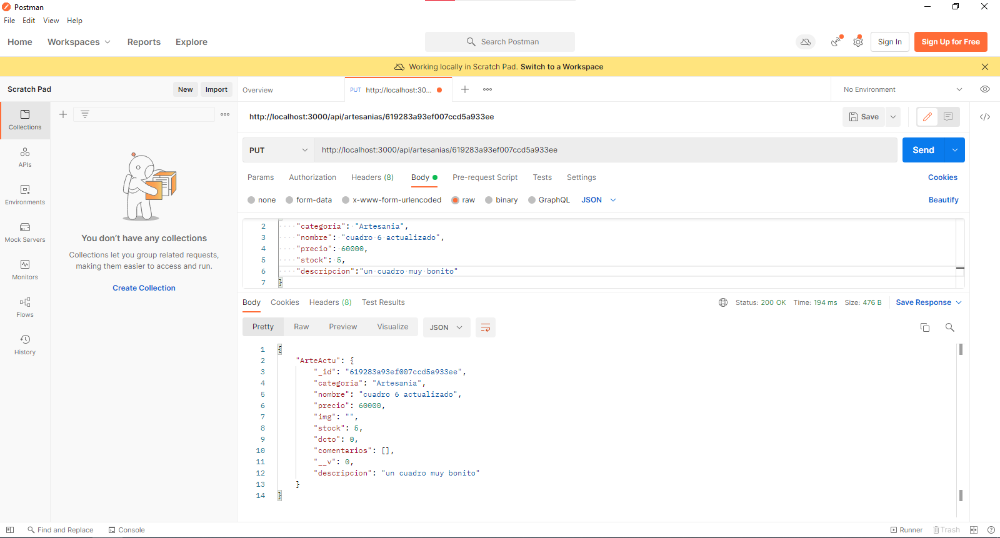 Postman
File Edit View Help
Home Workspaces Reports Explore Search Postman Sign In Sign Up for Free
Working locally in Scratch Pad. Switch to a Workspace
Scratch Pad New Import Overview PUT http://localhost:30... No Environment
http://localhost:3000/api/artesanias/619283a93ef007ccd5a933ee Save
Collections
PUT http://localhost:3000/api/artesanias/619283a93ef007ccd5a933ee Send
APIs
Params Authorization Headers (8) Body Pre-request Script Tests Settings Cookies
Environments
none form-data x-www-form-urlencoded raw binary GraphQL JSON Beautify
Mock Servers
You don't have any collections
Collections let you group related requests,
making them easier to access and run.
Create Collection
2 "categoria": "Artesania",
3 "nombre": "cuadro 6 actualizado",
4 "precio": 60000,
5 "stock": 5,
6 "descripcion":"un cuadro muy bonito"
7 }
Monitors
Flows
History
Body Cookies Headers (8) Test Results Status: 200 OK Time: 194 ms Size: 476 B Save Response
Pretty Raw Preview Visualize JSON
1 {
2 "ArteActu": {
3 "_id": "619283a93ef007ccd5a933ee",
4 "categoria": "Artesania",
5 "nombre": "cuadro 6 actualizado",
6 "precio": 60000,
7 "img": "",
8 "stock": 5,
9 "dcto": 0,
10 "comentarios": [],
11 "__v": 0,
12 "descripcion": "un cuadro muy bonito"
13 }
14 }
Find and Replace Console Runner Trash